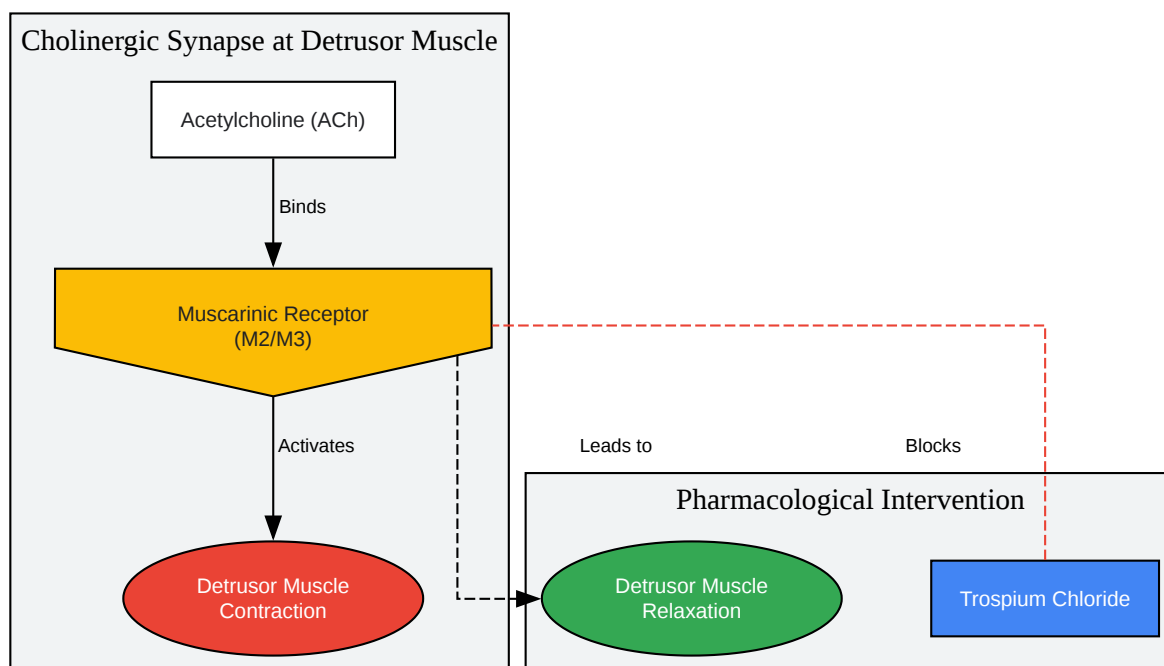 Cholinergic Synapse at Detrusor Muscle
Acetylcholine (ACh)
Binds
Muscarinic Receptor
(M2/M3)
Activates
Leads to
Blocks
Pharmacological Intervention
Detrusor Muscle
Contraction
Detrusor Muscle
Relaxation
Trospium Chloride